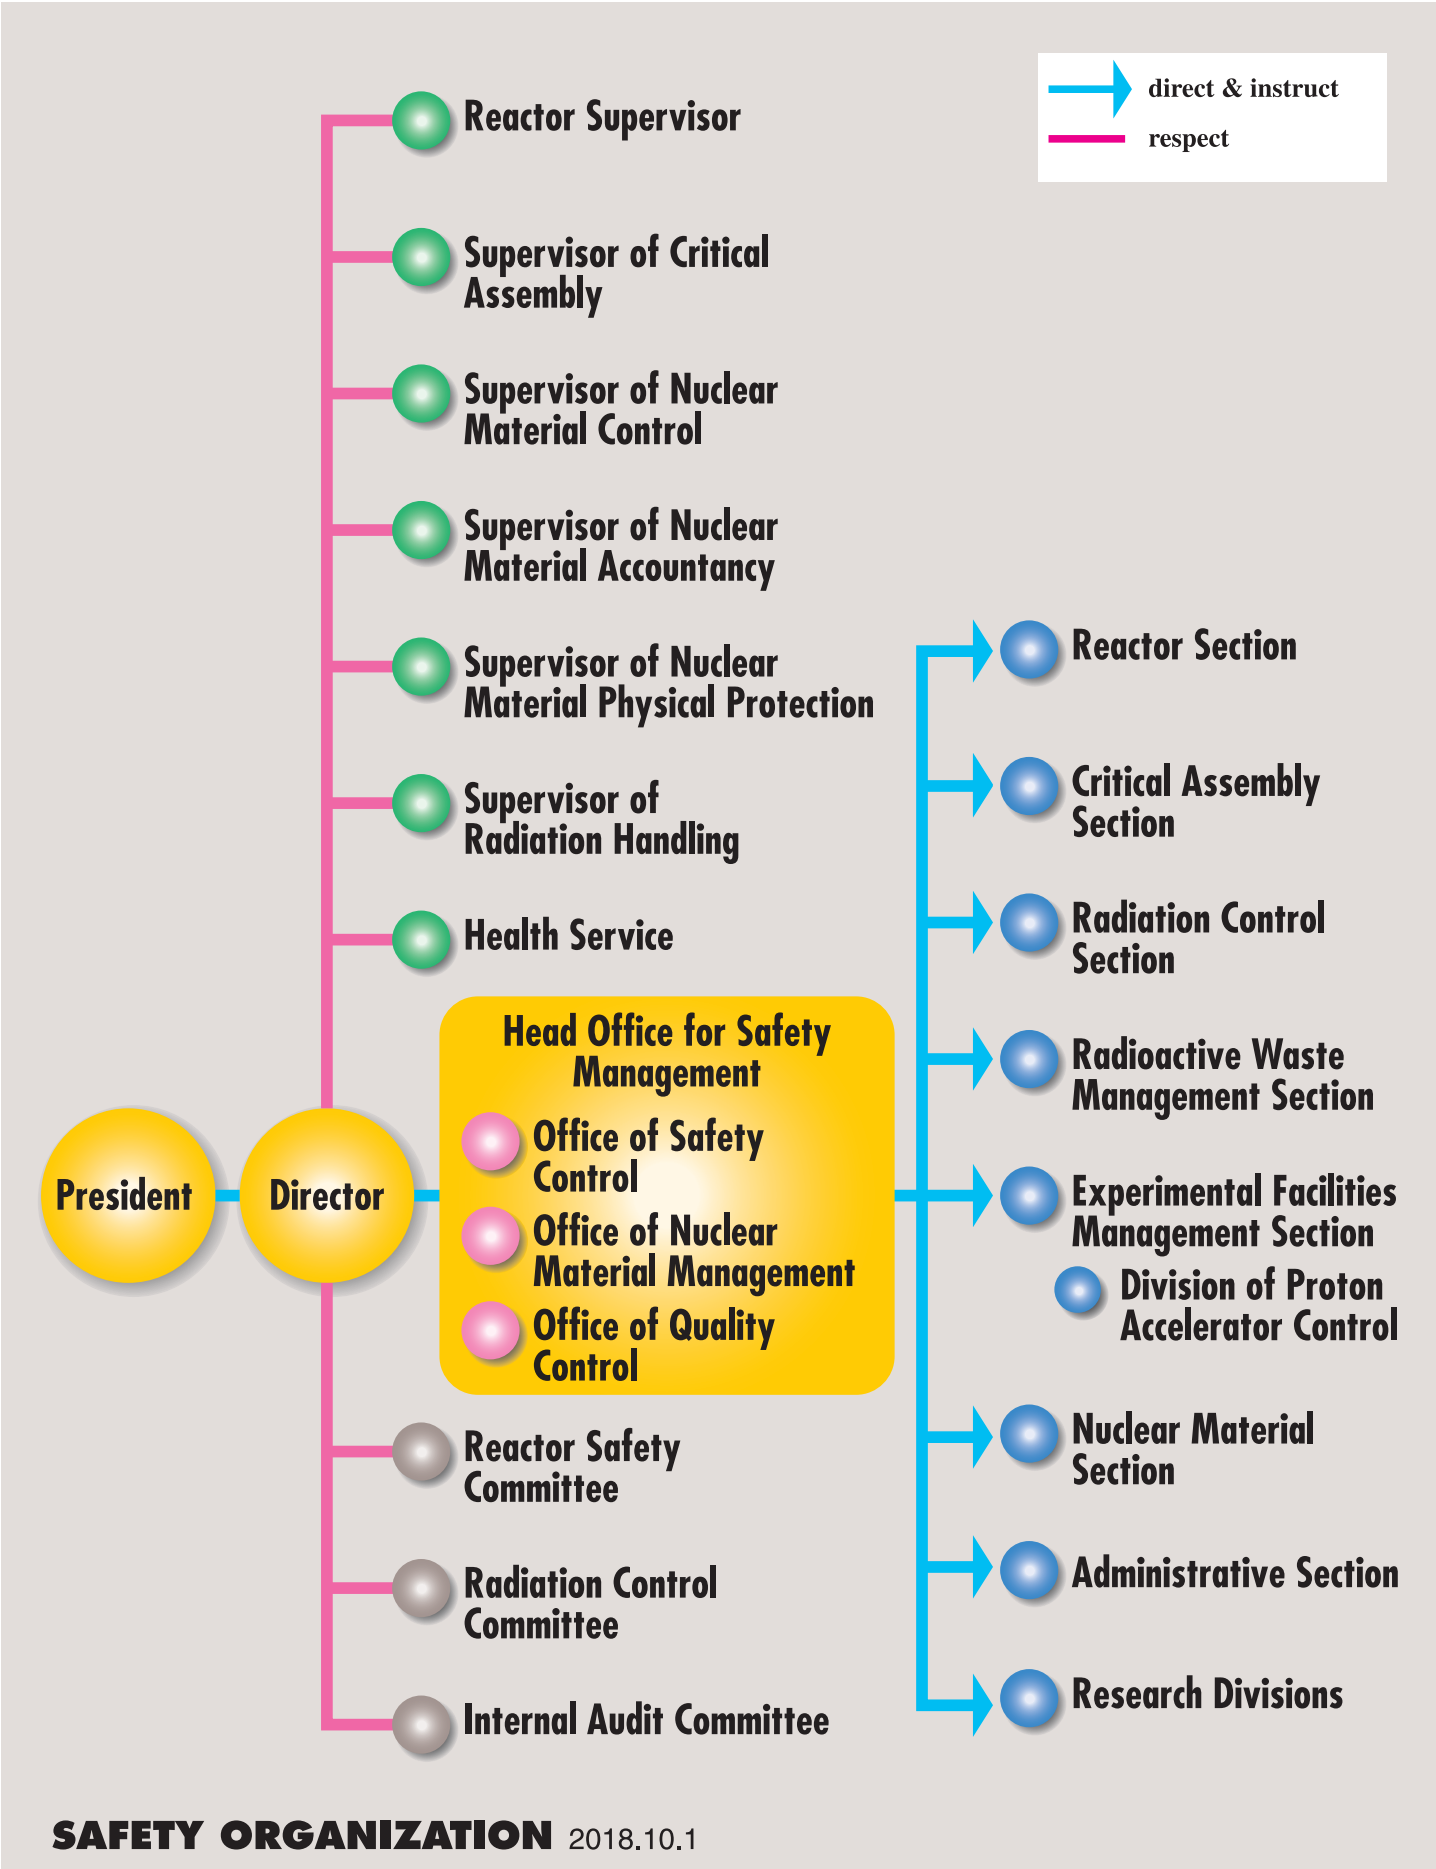 direct & instruct
respect
Reactor Supervisor
Supervisor of Critical
Assembly
Supervisor of Nuclear
Material Control
Supervisor of Nuclear
Material Accountancy
Supervisor of Nuclear
Material Physical Protection
Supervisor of
Radiation Handling
Health Service
President
Director
Head Office for Safety
Management
Office of Safety
Control
Office of Nuclear
Material Management
Office of Quality
Control
Reactor Safety
Committee
Radiation Control
Committee
Internal Audit Committee
Reactor Section
Critical Assembly
Section
Radiation Control
Section
Radioactive Waste
Management Section
Experimental Facilities
Management Section
Division of Proton
Accelerator Control
Nuclear Material
Section
Administrative Section
Research Divisions
SAFETY ORGANIZATION 2018.10.1